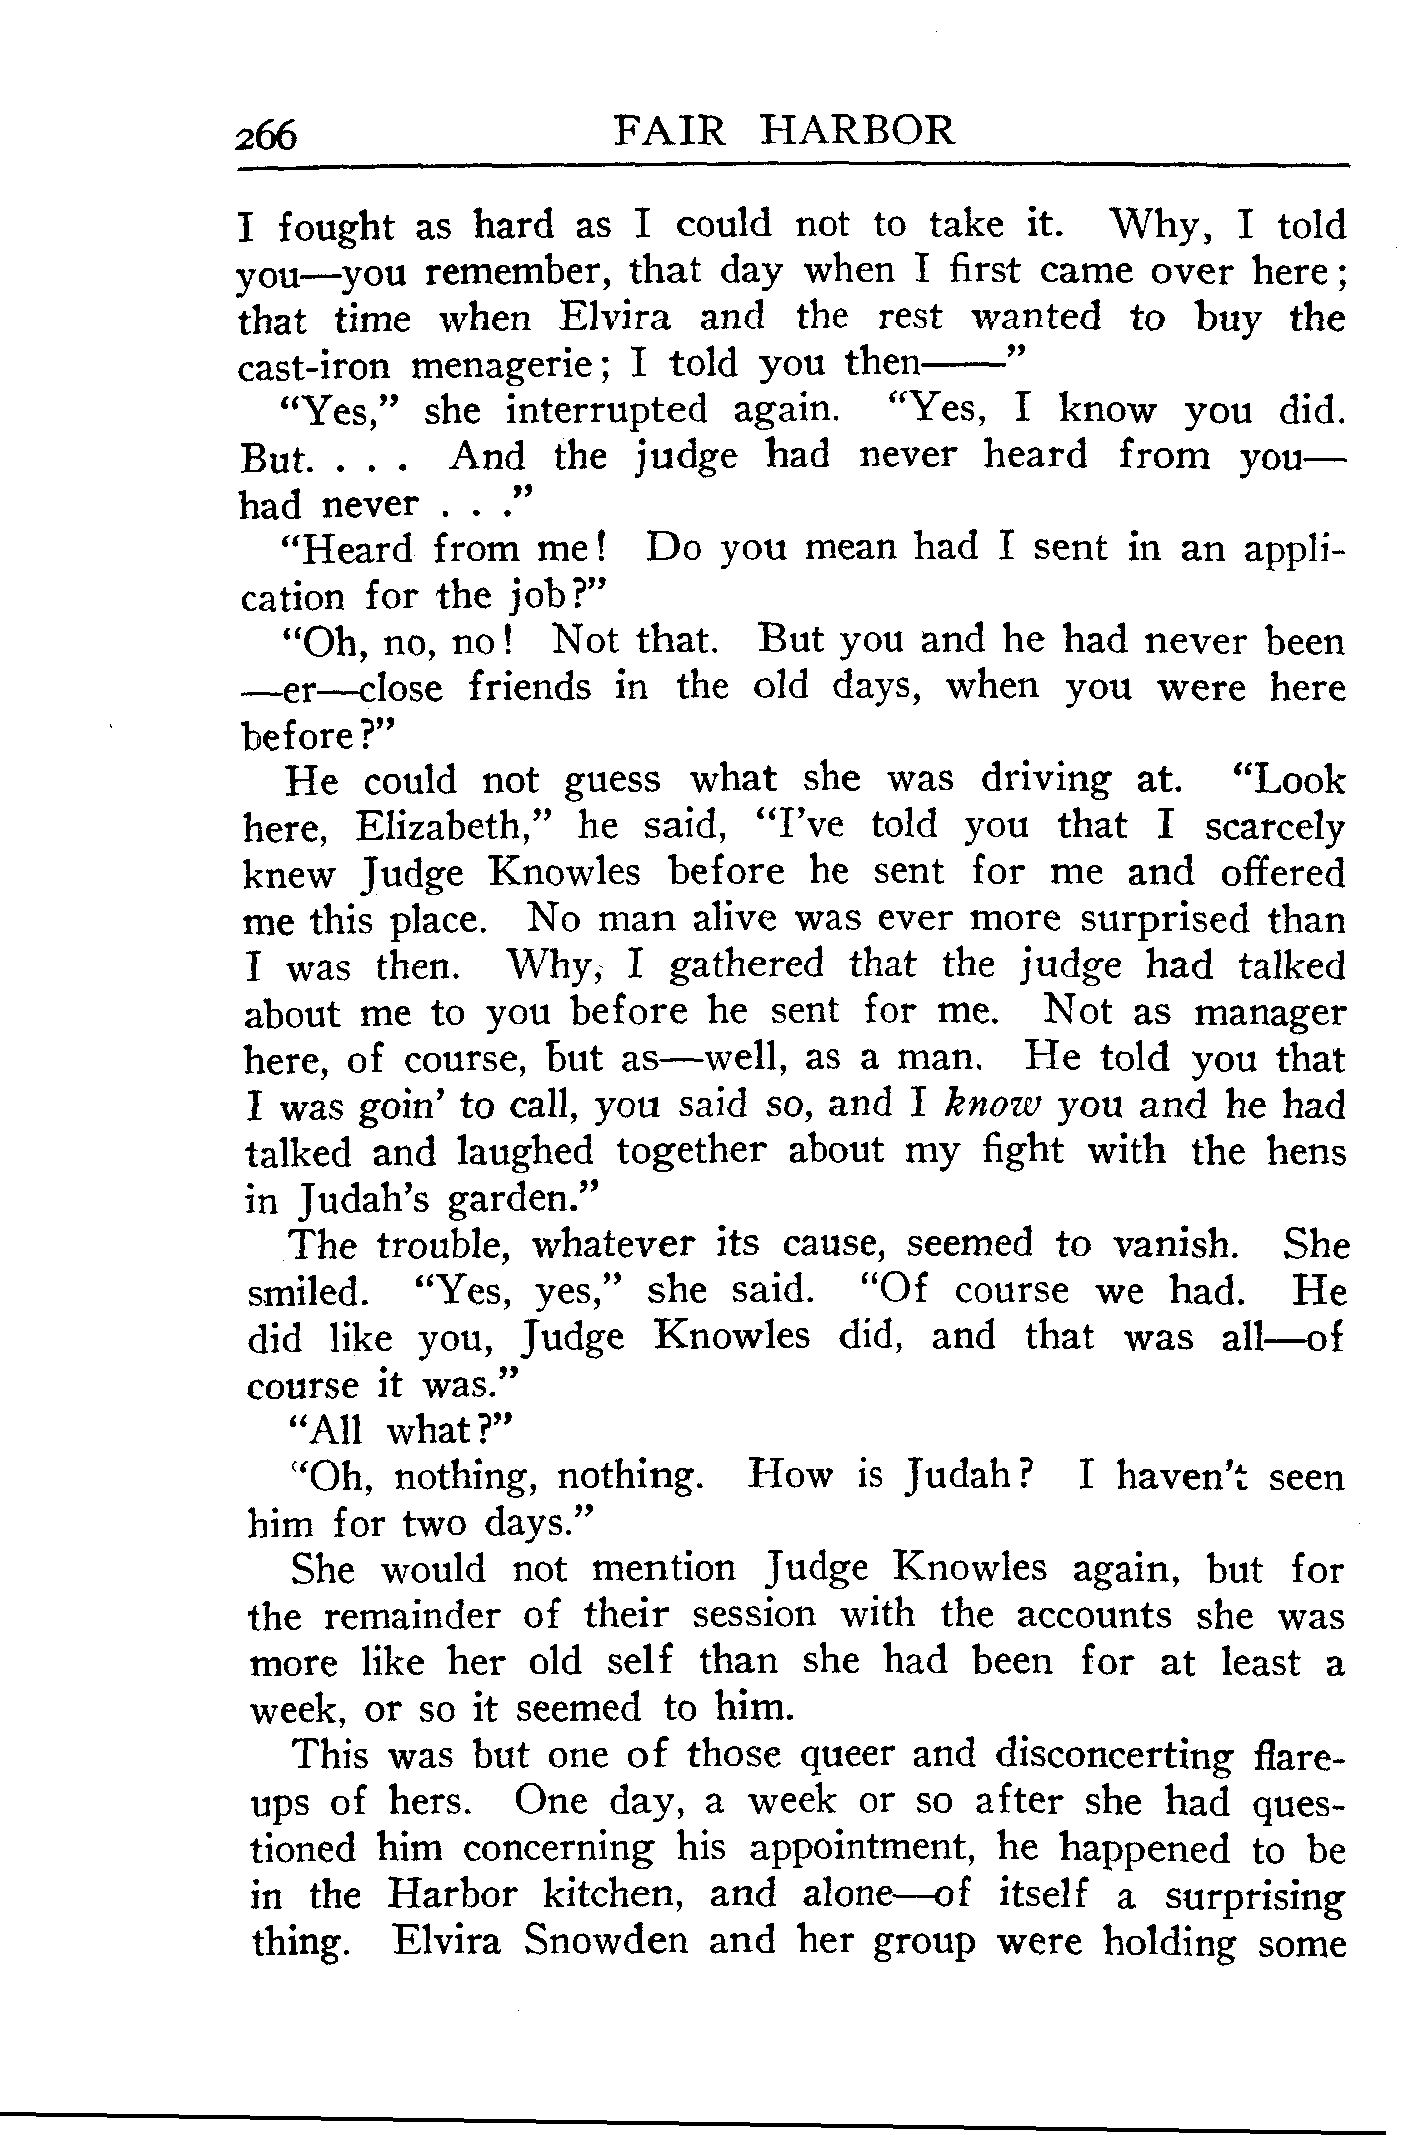 266 FAIR HARBOR
I fought as hard as I could not to take it. Why, I told
you—you remember, that day when I first came over here;
that time when Elvira and the rest wanted to buy the
cast-iron menagerie; I told you then——"
"Yes," she interrupted again. "Yes, I know you did.
But. . . . And the judge had never heard from you—
had never . . ."
"Heard from me! Do you mean had I sent in an appli-
cation for the job?"
"Oh, no, no! Not that. But you and he had never been
—er—close friends in the old days, when you were here
before?"
He could not guess what she was driving at. "Look
here, Elizabeth," he said, "I've told you that I scarcely
knew Judge Knowles before he sent for me and offered
me this place. No man alive was ever more surprised than
I was then. Why, I gathered that the judge had talked
about me to you before he sent for me. Not as manager
here, of course, but as—well, as a man. He told you that
I was goin' to call, you said so, and I know you and he had
talked and laughed together about my fight with the hens
in Judah's garden."
The trouble, whatever its cause, seemed to vanish. She
smiled. "Yes, yes," she said. "Of course we had. He
did like you, Judge Knowles did, and that was all—of
course it was."
"All what?"
"Oh, nothing, nothing. How is Judah? I haven't seen
him for two days."
She would not mention Judge Knowles again, but for
the remainder of their session with the accounts she was
more like her old self than she had been for at least a
week, or so it seemed to him.
This was but one of those queer and disconcerting flare-
ups of hers. One day, a week or so after she had ques-
tioned him concerning his appointment, he happened to be
in the Harbor kitchen, and alone—of itself a surprising
thing. Elvira Snowden and her group were holding some